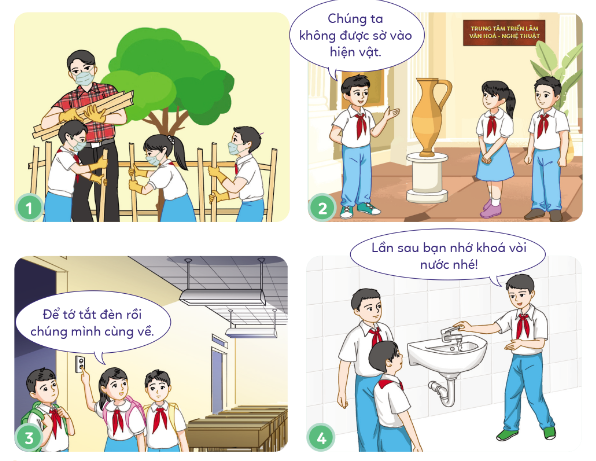 Chúng ta
không được sờ vào
hiện vật.
TRUNG TÂM TRIỂN LÃM
VĂN HOÁ - NGHỆ THUẬT
1
2
Để tớ tắt đèn rồi
chúng mình cùng về.
Lần sau bạn nhớ khoá vòi
nước nhé!
3
4